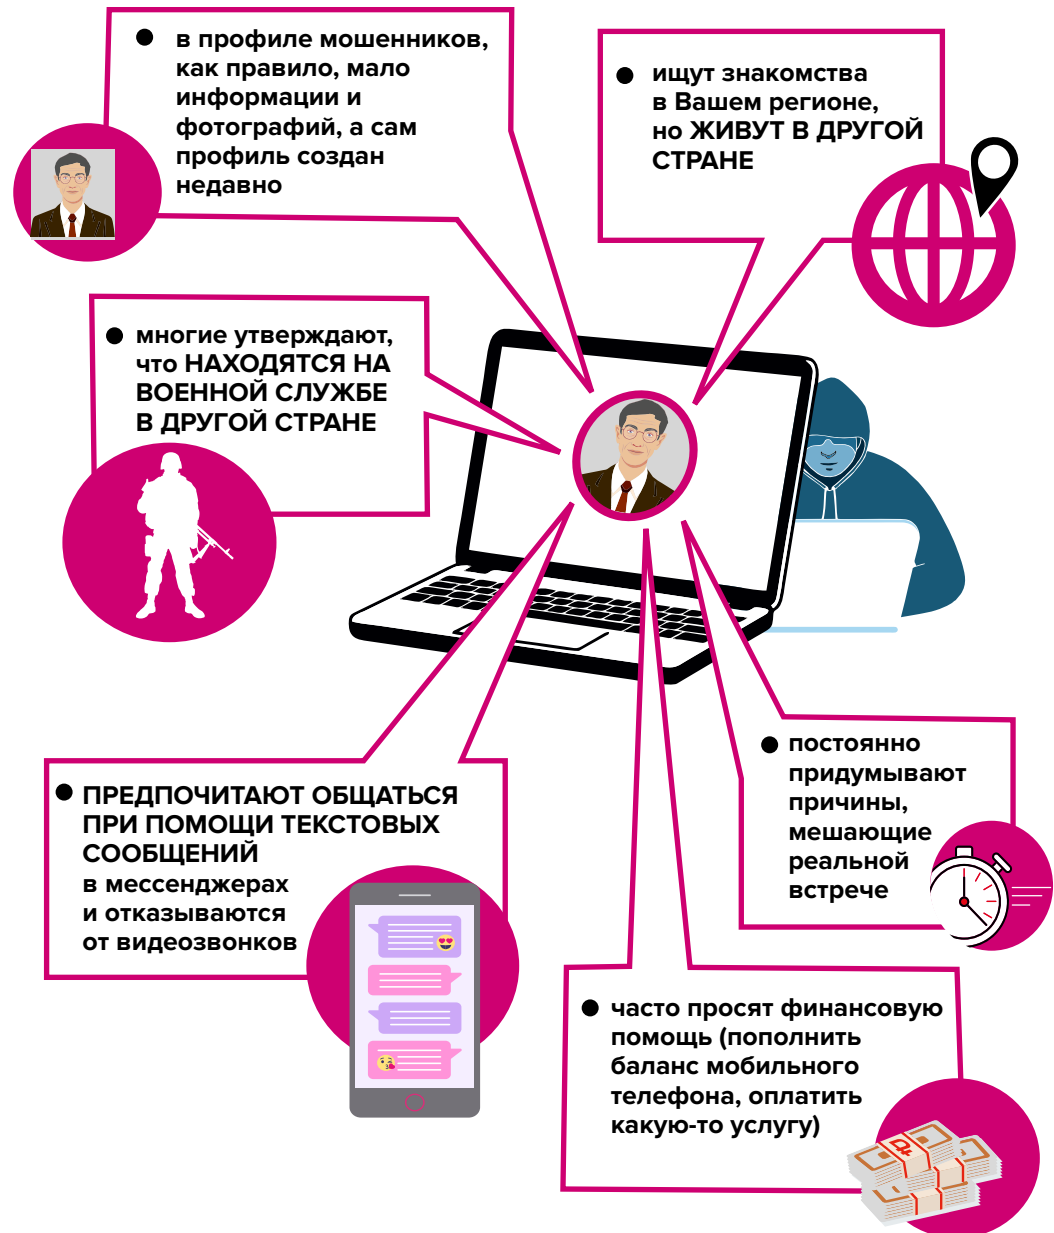 ● в профиле мошенников,
как правило, мало
информации и
фотографий, а сам
профиль создан
недавно
● ищут знакомства
в Вашем регионе,
но ЖИВУТ В ДРУГОЙ
СТРАНЕ
● многие утверждают,
что НАХОДЯТСЯ НА
ВОЕННОЙ СЛУЖБЕ
В ДРУГОЙ СТРАНЕ
● ПРЕДПОЧИТАЮТ ОБЩАТЬСЯ
ПРИ ПОМОЩИ ТЕКСТОВЫХ
СООБЩЕНИЙ
в мессенджерах
и отказываются
от видеозвонков
● постоянно
придумывают
причины,
мешающие
реальной
встрече
● часто просят финансовую
помощь (пополнить
баланс мобильного
телефона, оплатить
какую-то услугу)